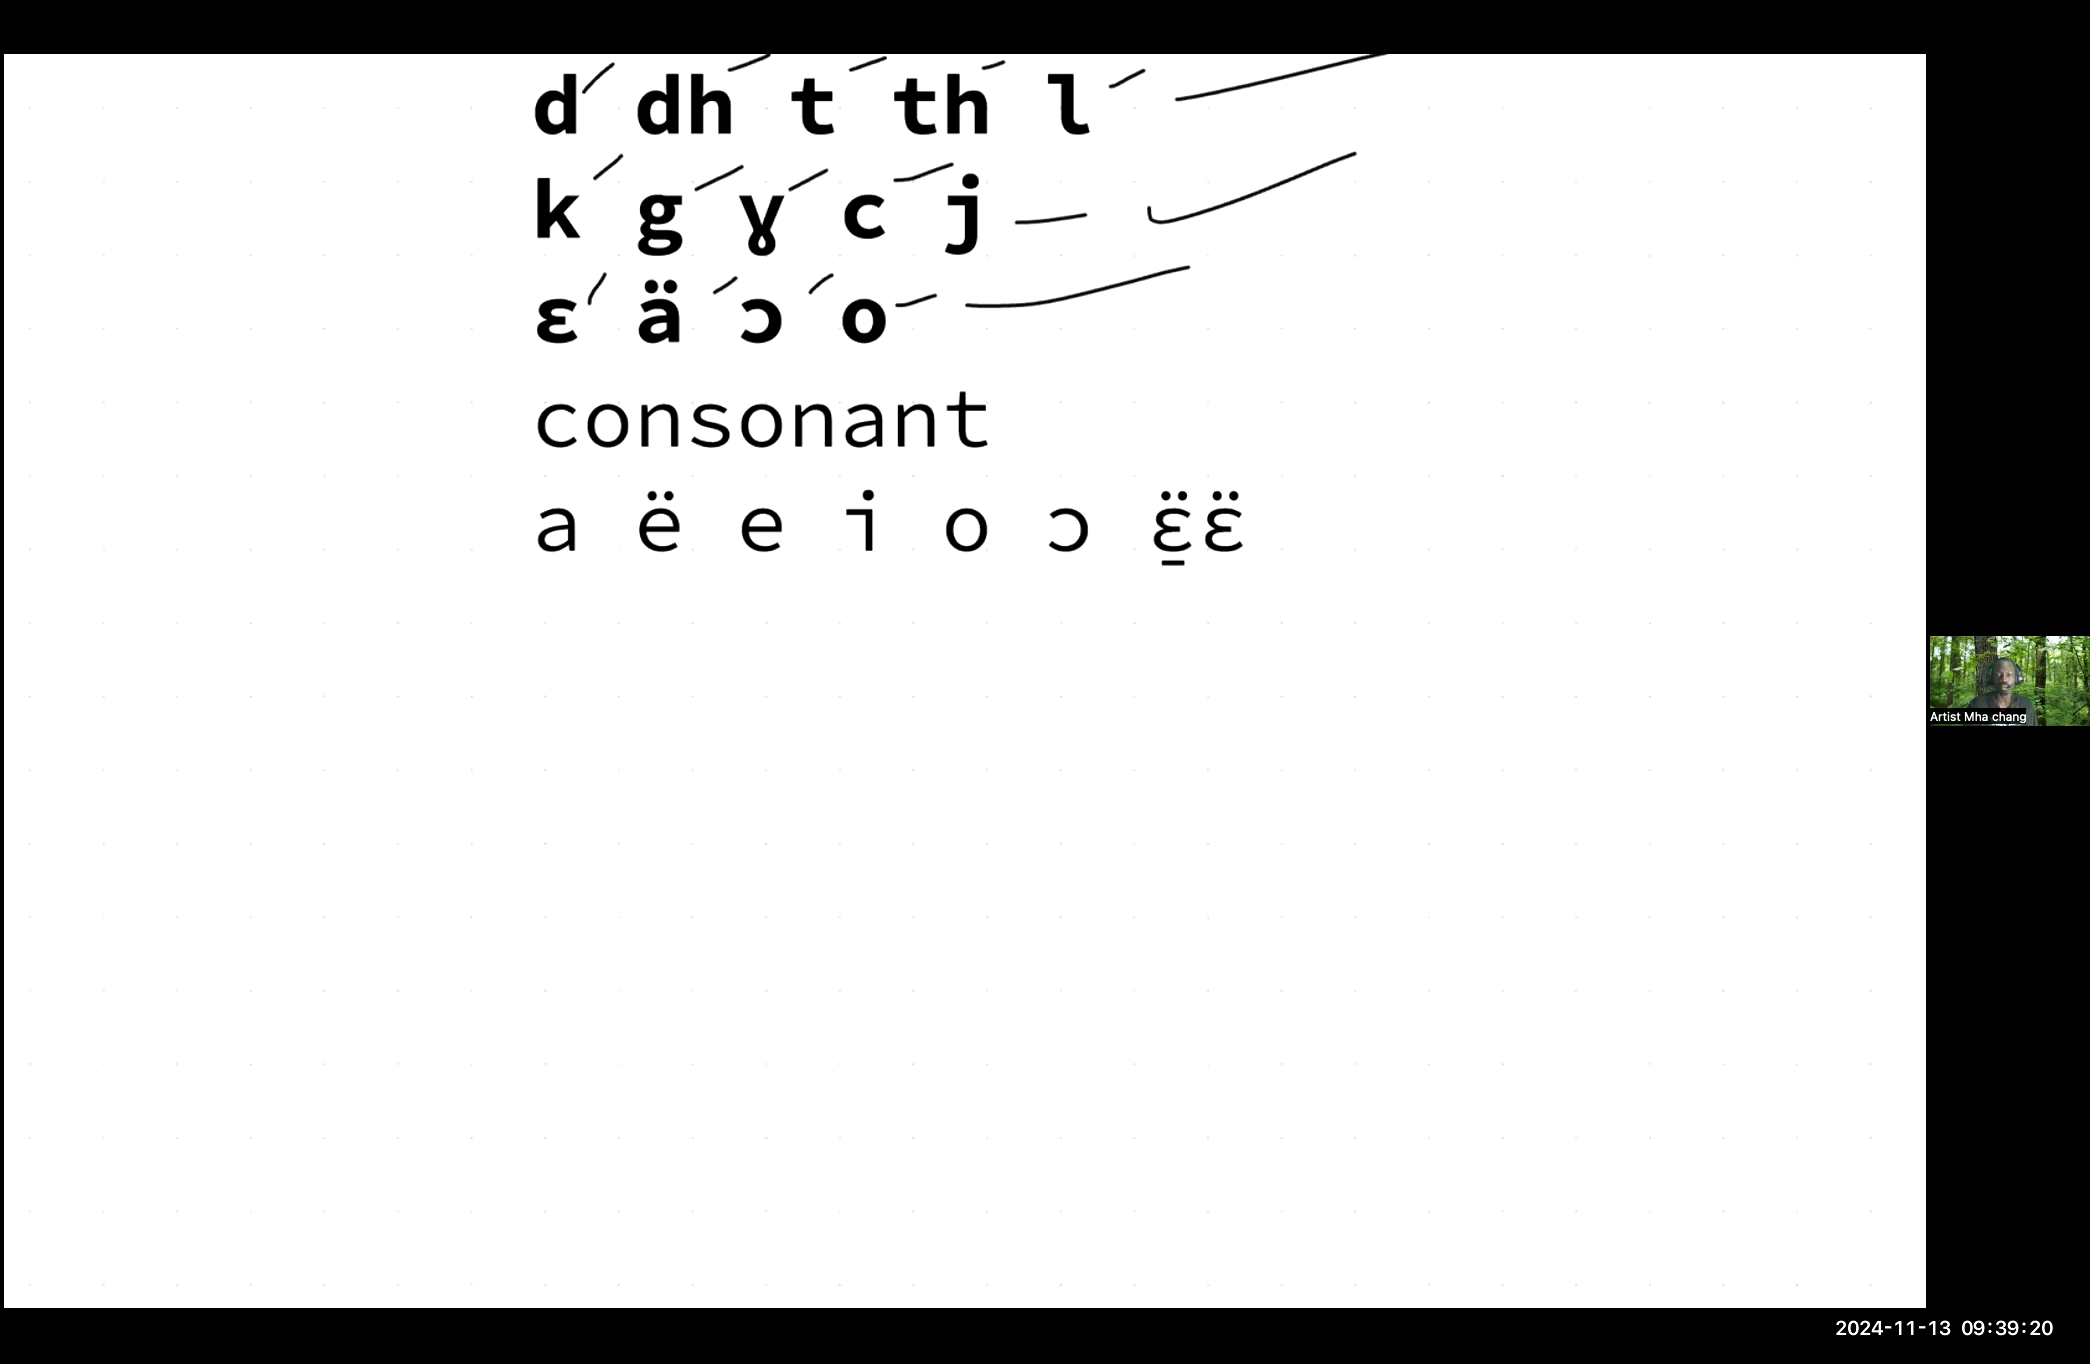 d dh t th l
k g ɣ c j
ɛ ä ɔ o
consonant
a ë e i o ɔ ɛ̱̈ɛ̈
Artist Mha chang
2024-11-13 09:39:20